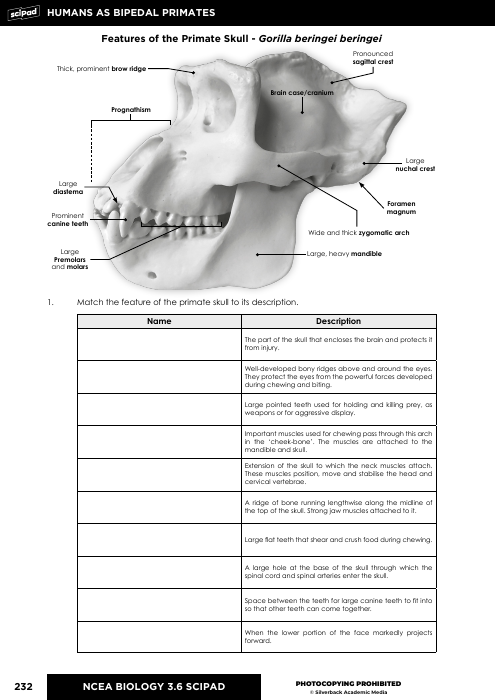 scipad HUMANS AS BIPEDAL PRIMATES
Features of the Primate Skull - Gorilla beringei beringei
Pronounced
sagittal crest
Thick, prominent brow ridge
Brain case/cranium
Prognathism
Large
nuchal crest
Large
diastema
Foramen
magnum
Prominent
canine teeth
Wide and thick zygomatic arch
Large
Premolars
and molars
Large, heavy mandible
1. Match the feature of the primate skull to its description.
Name Description
The part of the skull that encloses the brain and protects it
from injury.
Well-developed bony ridges above and around the eyes.
They protect the eyes from the powerful forces developed
during chewing and biting.
Large pointed teeth used for holding and killing prey, as
weapons or for aggressive display.
Important muscles used for chewing pass through this arch
in the 'cheek-bone'. The muscles are attached to the
mandible and skull.
Extension of the skull to which the neck muscles attach.
These muscles position, move and stabilise the head and
cervical vertebrae.
A ridge of bone running lengthwise along the midline of
the top of the skull. Strong jaw muscles attached to it.
Large flat teeth that shear and crush food during chewing.
A large hole at the base of the skull through which the
spinal cord and spinal arteries enter the skull.
Space between the teeth for large canine teeth to fit into
so that other teeth can come together.
When the lower portion of the face markedly projects
forward.
232 NCEA BIOLOGY 3.6 SCIPAD
PHOTOCOPYING PROHIBITED
© Silverback Academic Media